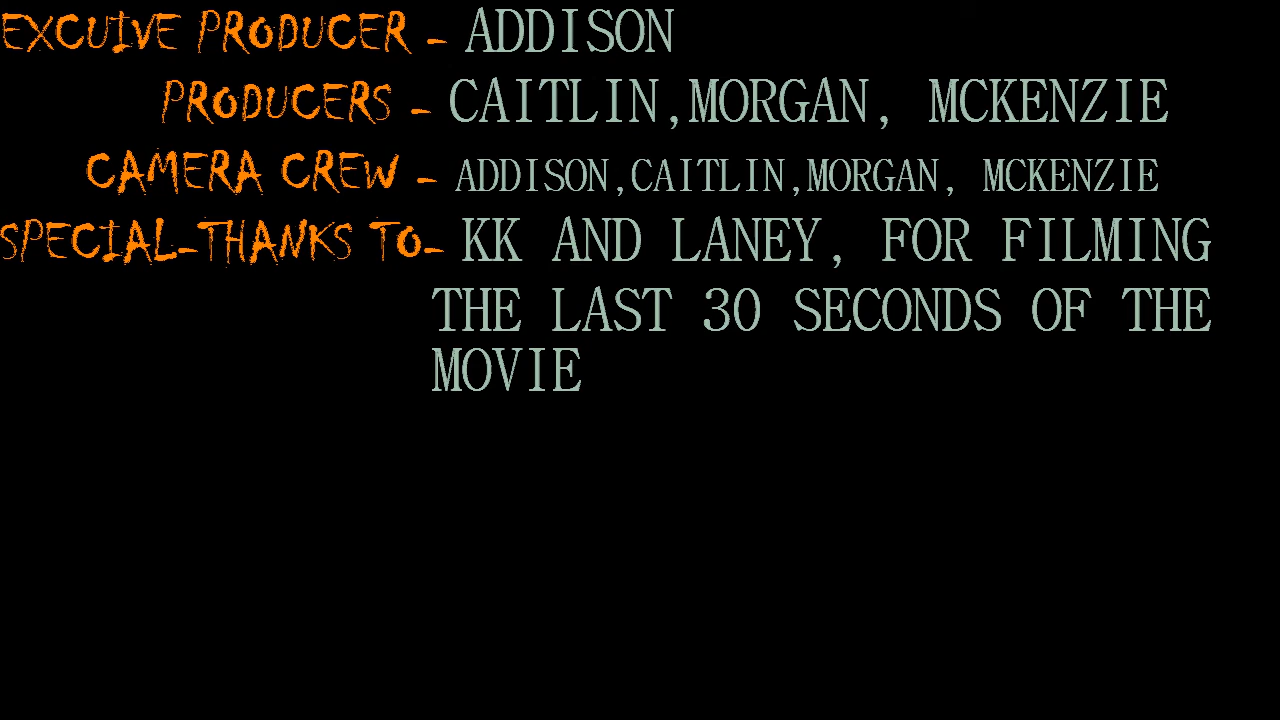 EXCUIVE PRODUCER - ADDISON
PRODUCERS - CAITLIN,MORGAN, MCKENZIE
CAMERA CREW - ADDISON,CAITLIN,MORGAN, MCKENZIE
SPECIAL-THANKS TO- KK AND LANEY, FOR FILMING
THE LAST 30 SECONDS OF THE
MOVIE